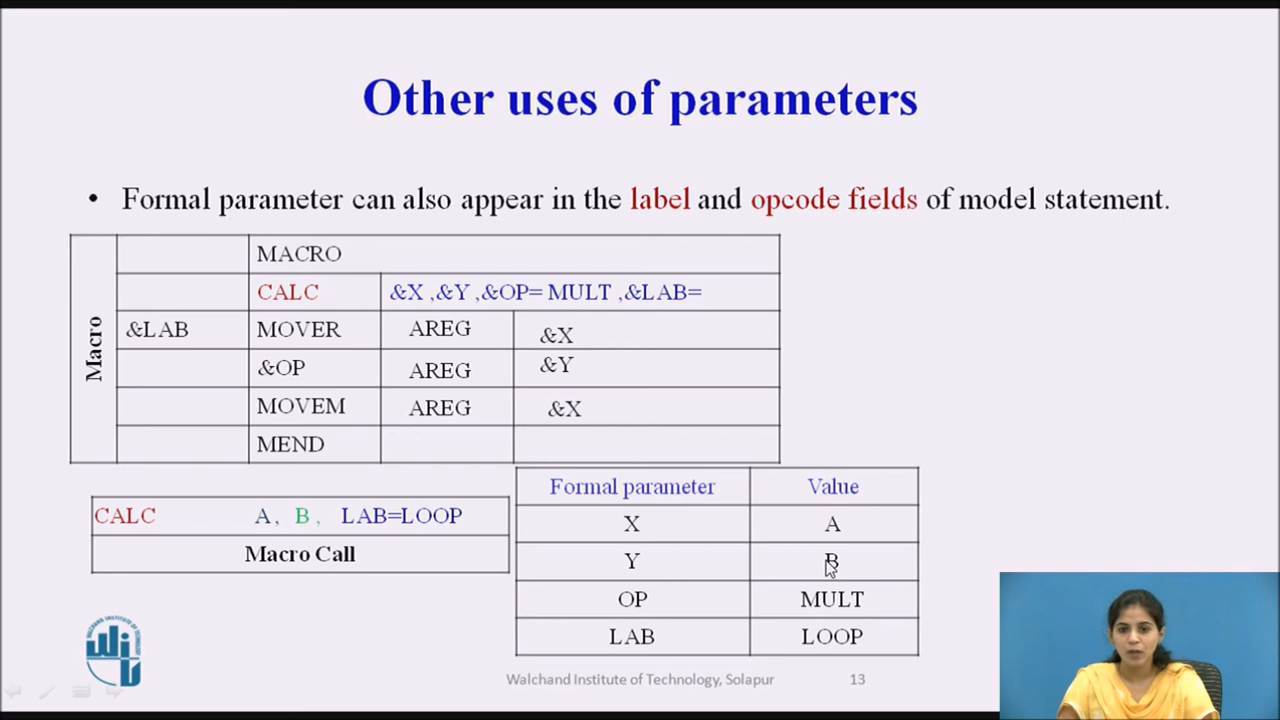 Other uses of parameters
• Formal parameter can also appear in the label and opcode fields of model statement.
Macro
MACRO
CALC &X ,&Y ,&OP= MULT ,&LAB=
&LAB MOVER AREG &X
&OP AREG &Y
MOVEM AREG &X
MEND
CALC A, B, LAB=LOOP
Macro Call
Formal parameter Value
X A
Y B
OP MULT
LAB LOOP
Walchand Institute of Technology, Solapur 13